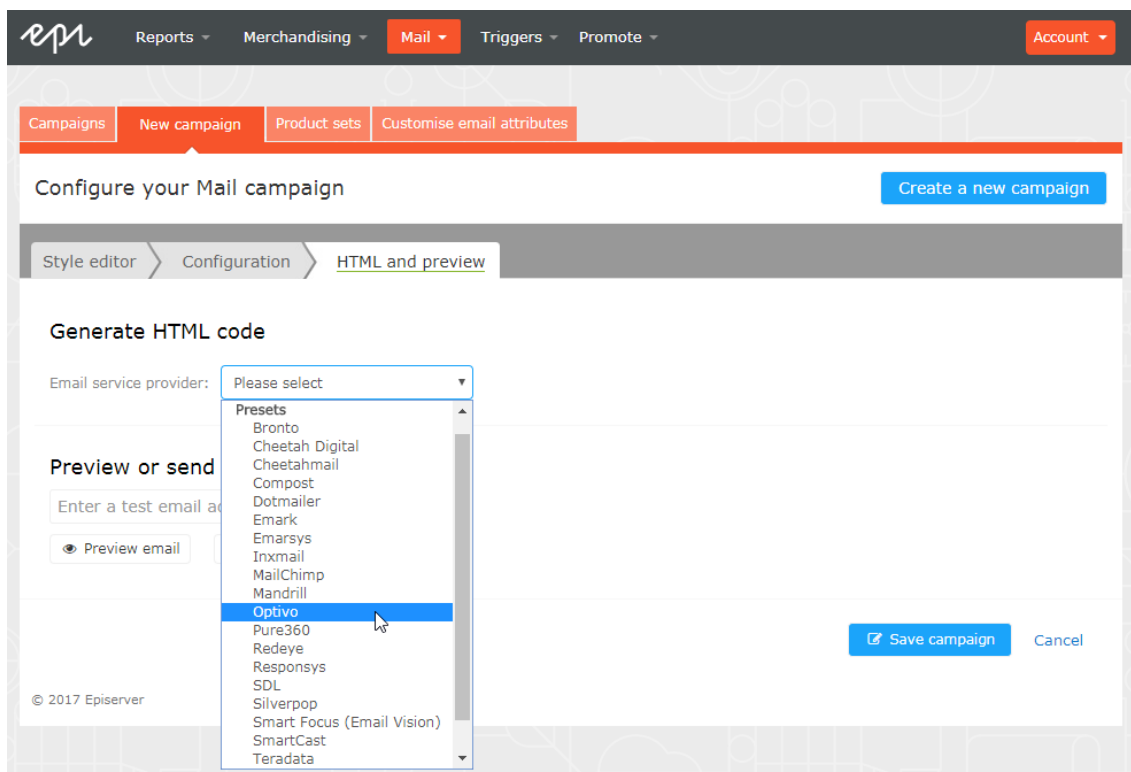 epi Reports Merchandising Mail Triggers Promote Account
Campaigns New campaign Product sets Customise email attributes
Configure your Mail campaign Create a new campaign
Style editor Configuration HTML and preview
Generate HTML code
Email service provider: Please select
Presets
Bronto
Cheetah Digital
Cheetahmail
Compost
Dotmailer
Emark
Emarsys
Inxmail
MailChimp
Mandrill
Optivo
Pure360
Redeye
Responsys
SDL
Silverpop
Smart Focus (Email Vision)
SmartCast
Teradata
Preview or send
Enter a test email
Preview email
Save campaign Cancel
© 2017 Episerver